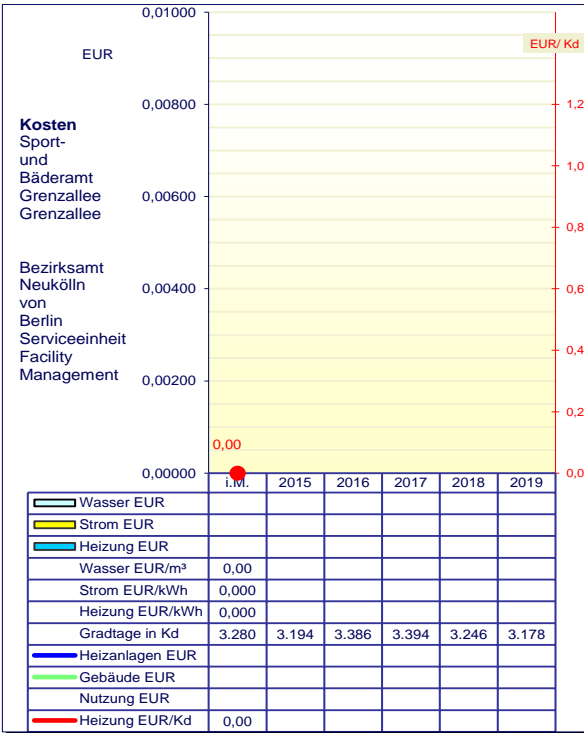 EUR
EUR/ Kd
Kosten
Sport-
und
Bäderamt
Grenzallee
Grenzallee
Bezirksamt
Neukölln
von
Berlin
Serviceeinheit
Facility
Management
0,01000
0,00800
0,00600
0,00400
0,00200
0,00000
1,2
1,0
0,8
0,6
0,4
0,2
0,0
0,00
i.M. 2015 2016 2017 2018 2019
Wasser EUR
Strom EUR
Heizung EUR
Wasser EUR/m³ 0,00
Strom EUR/kWh 0,000
Heizung EUR/kWh 0,000
Gradtage in Kd 3.280 3.194 3.386 3.394 3.246 3.178
Heizanlagen EUR
Gebäude EUR
Nutzung EUR
Heizung EUR/Kd 0,00